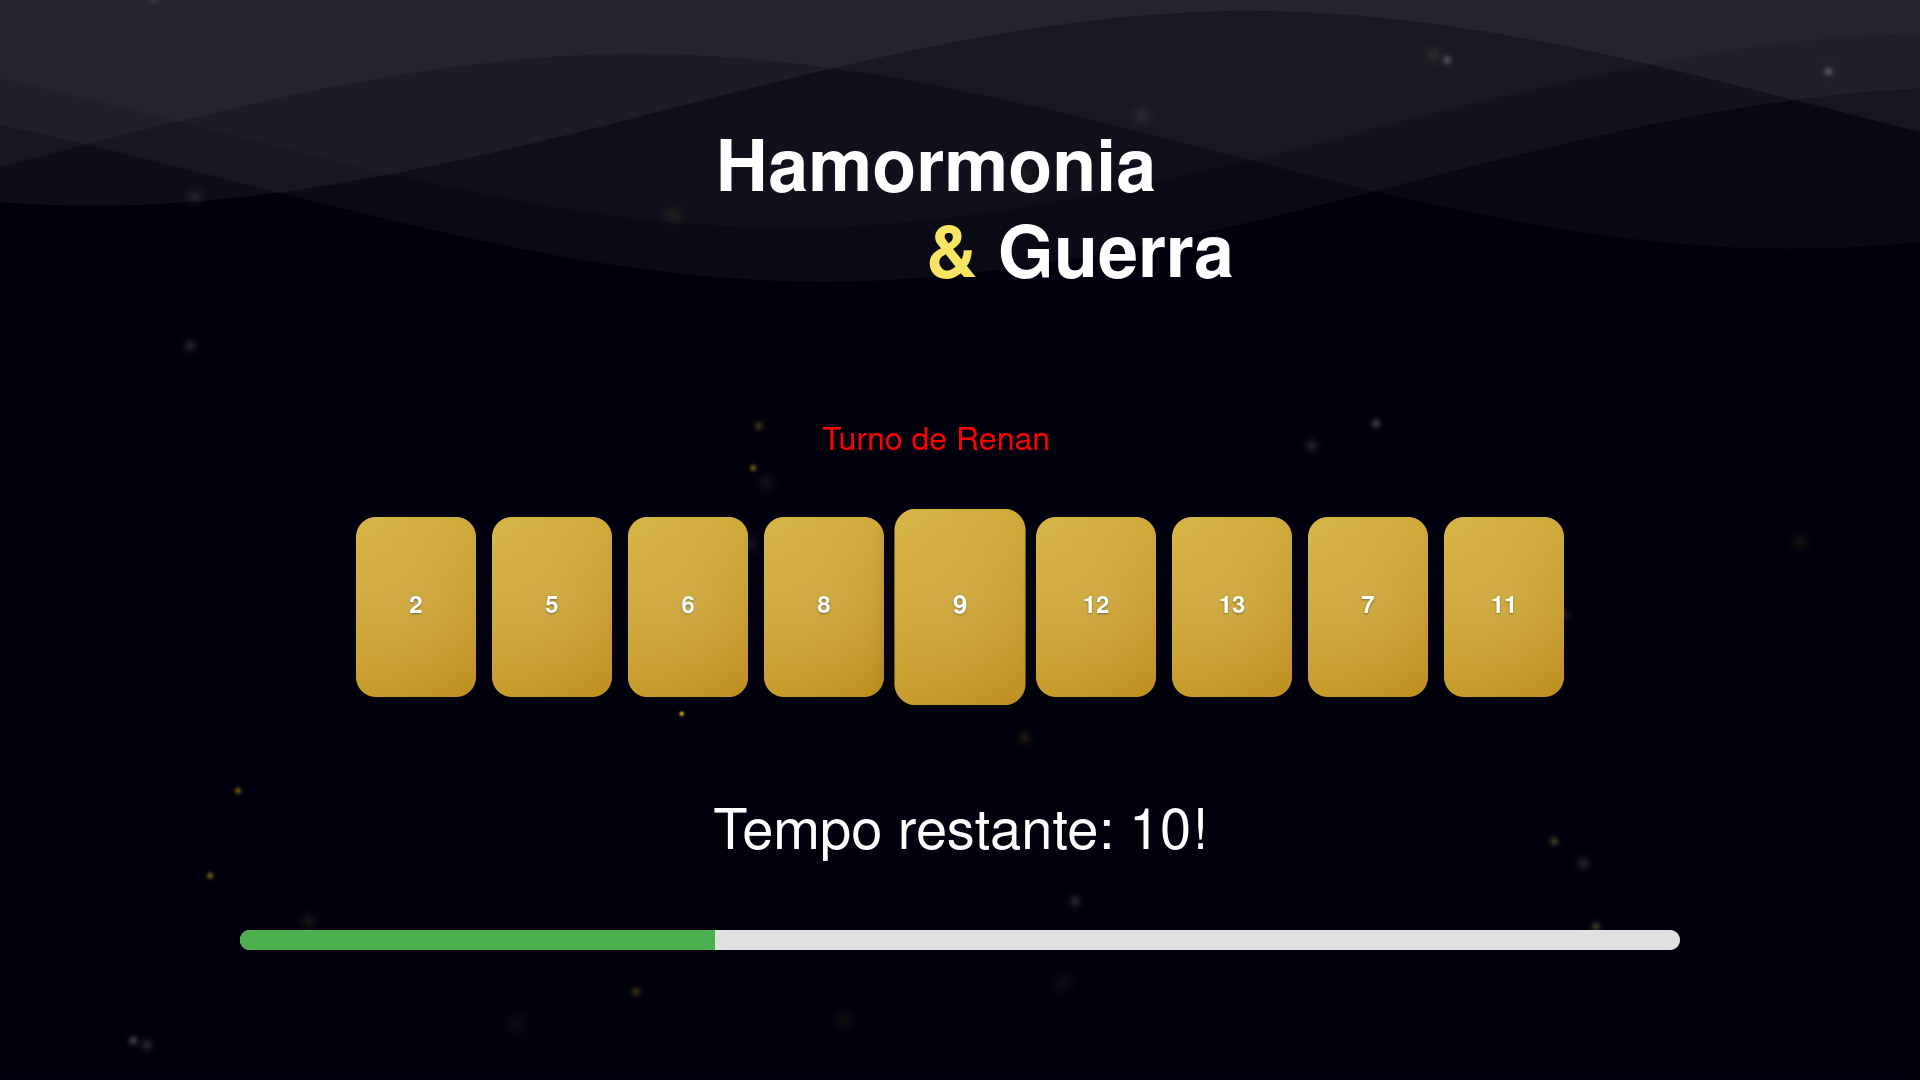 Hamormonia
& Guerra
Turno de Renan
2 5 6 8 9 12 13 7 11
Tempo restante: 10!